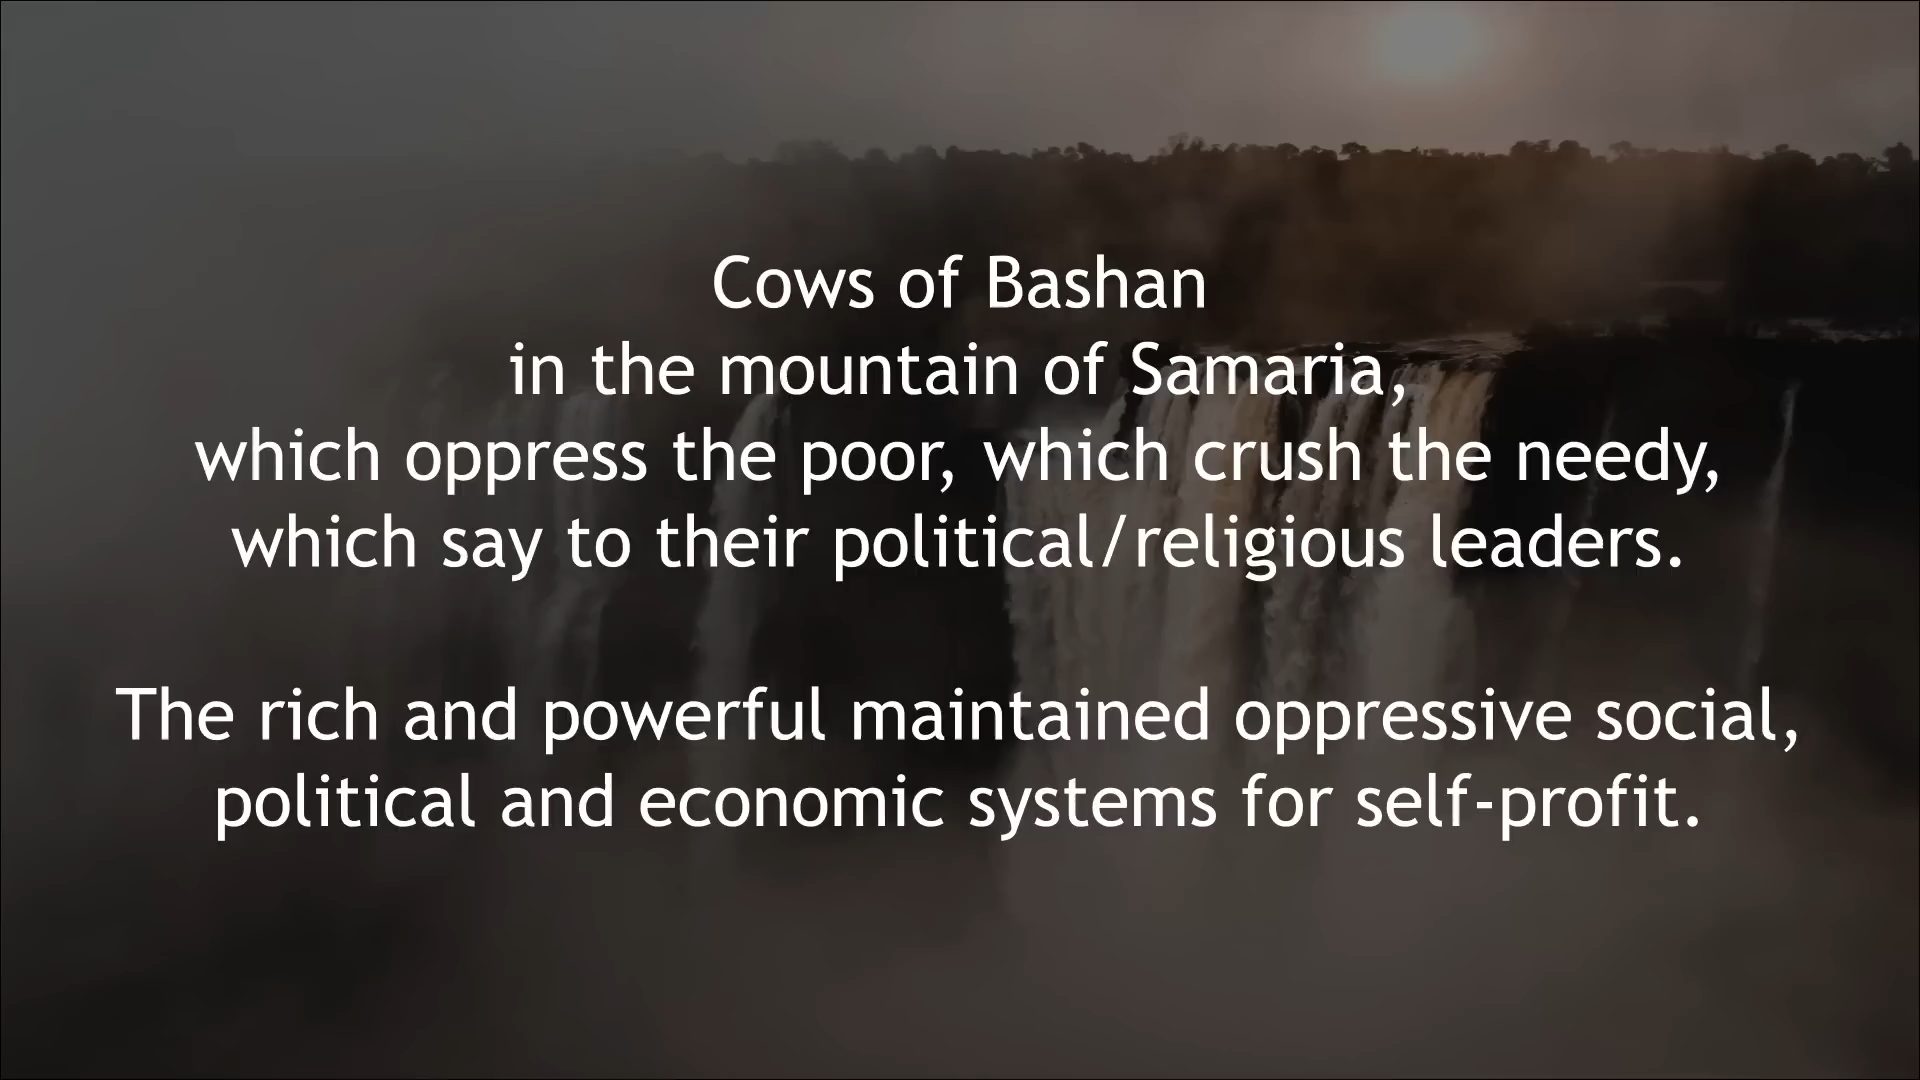 Cows of Bashan
in the mountain of Samaria,
which oppress the poor, which crush the needy,
which say to their political/religious leaders.
The rich and powerful maintained oppressive social,
political and economic systems for self-profit.